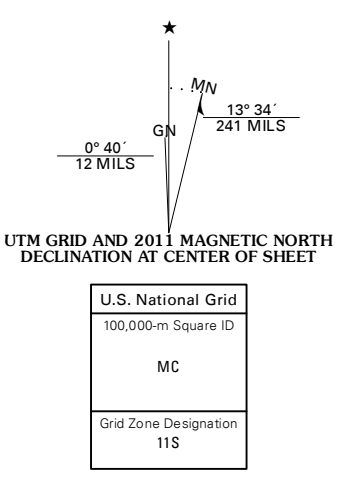 ★
MN
GN
13° 34´
241 MILS
0° 40´
12 MILS
UTM GRID AND 2011 MAGNETIC NORTH
DECLINATION AT CENTER OF SHEET
U.S. National Grid
100,000-m Square ID
MC
Grid Zone Designation
11S